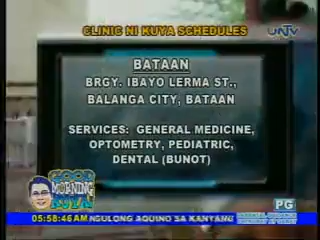 CLINIC NI KUYA SCHEDULES
UNTV
BATAAN
BRGY. IBAYO LERMA ST.,
BALANGA CITY, BATAAN
SERVICES: GENERAL MEDICINE,
OPTOMETRY, PEDIATRIC,
DENTAL (BUNOT)
GOOD
MORNING
KUYA
PG
05:58:46 AM NGULONG AQUINO SA KANYANG